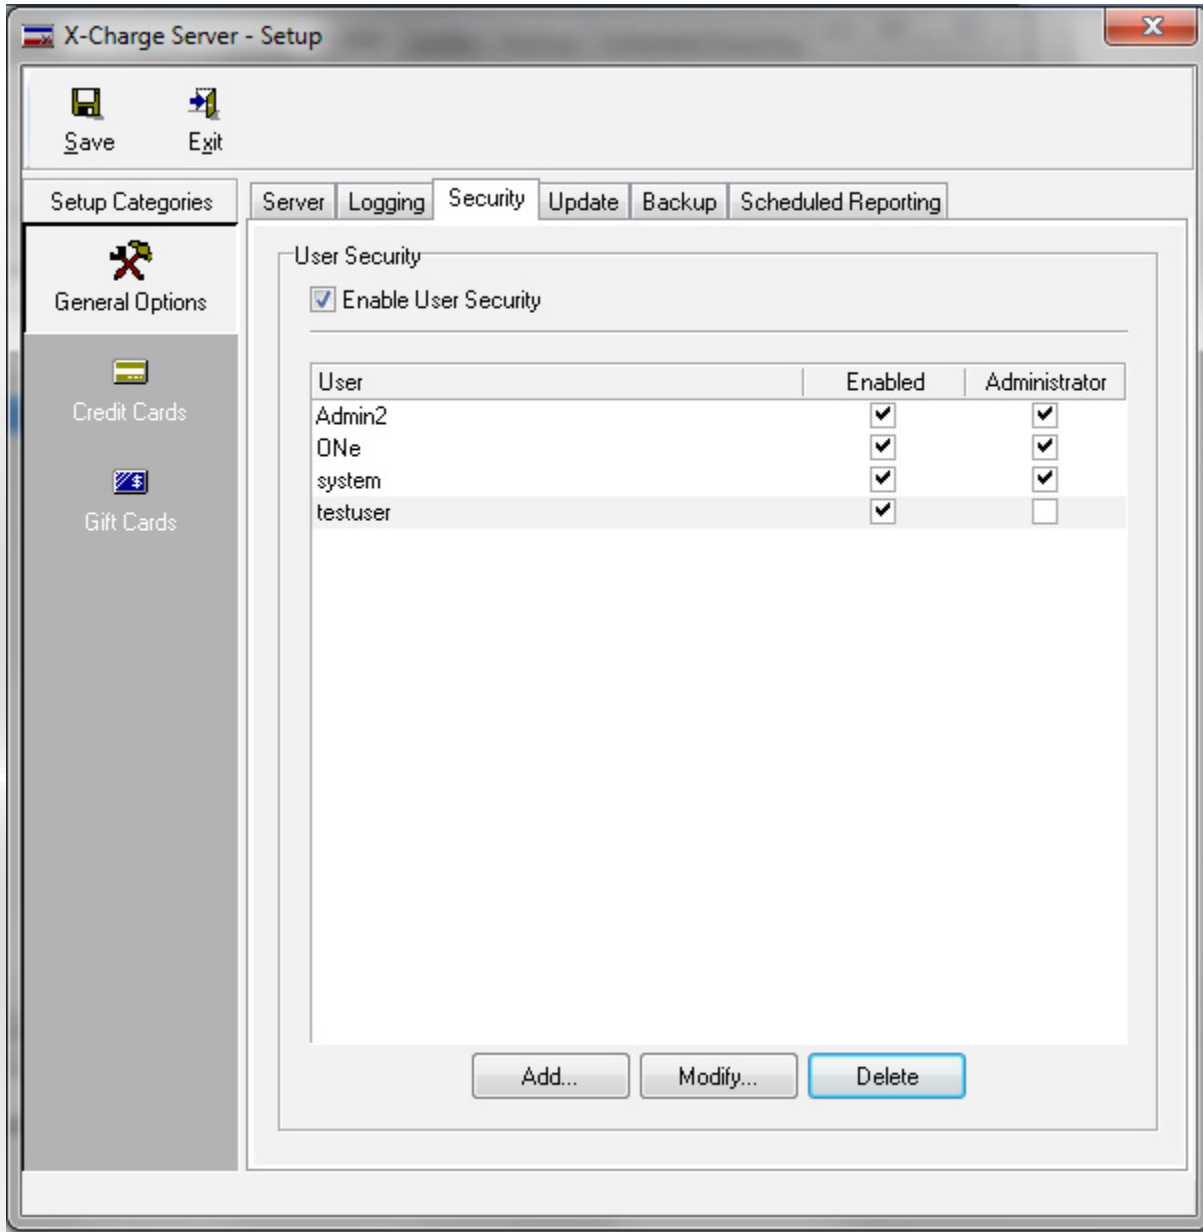 X-Charge Server - Setup
Save Exit
Setup Categories
General Options
Credit Cards
Gift Cards
Server Logging Security Update Backup Scheduled Reporting
User Security
Enable User Security
User Enabled Administrator
Admin2
ONe
system
testuser
Add... Modify... Delete